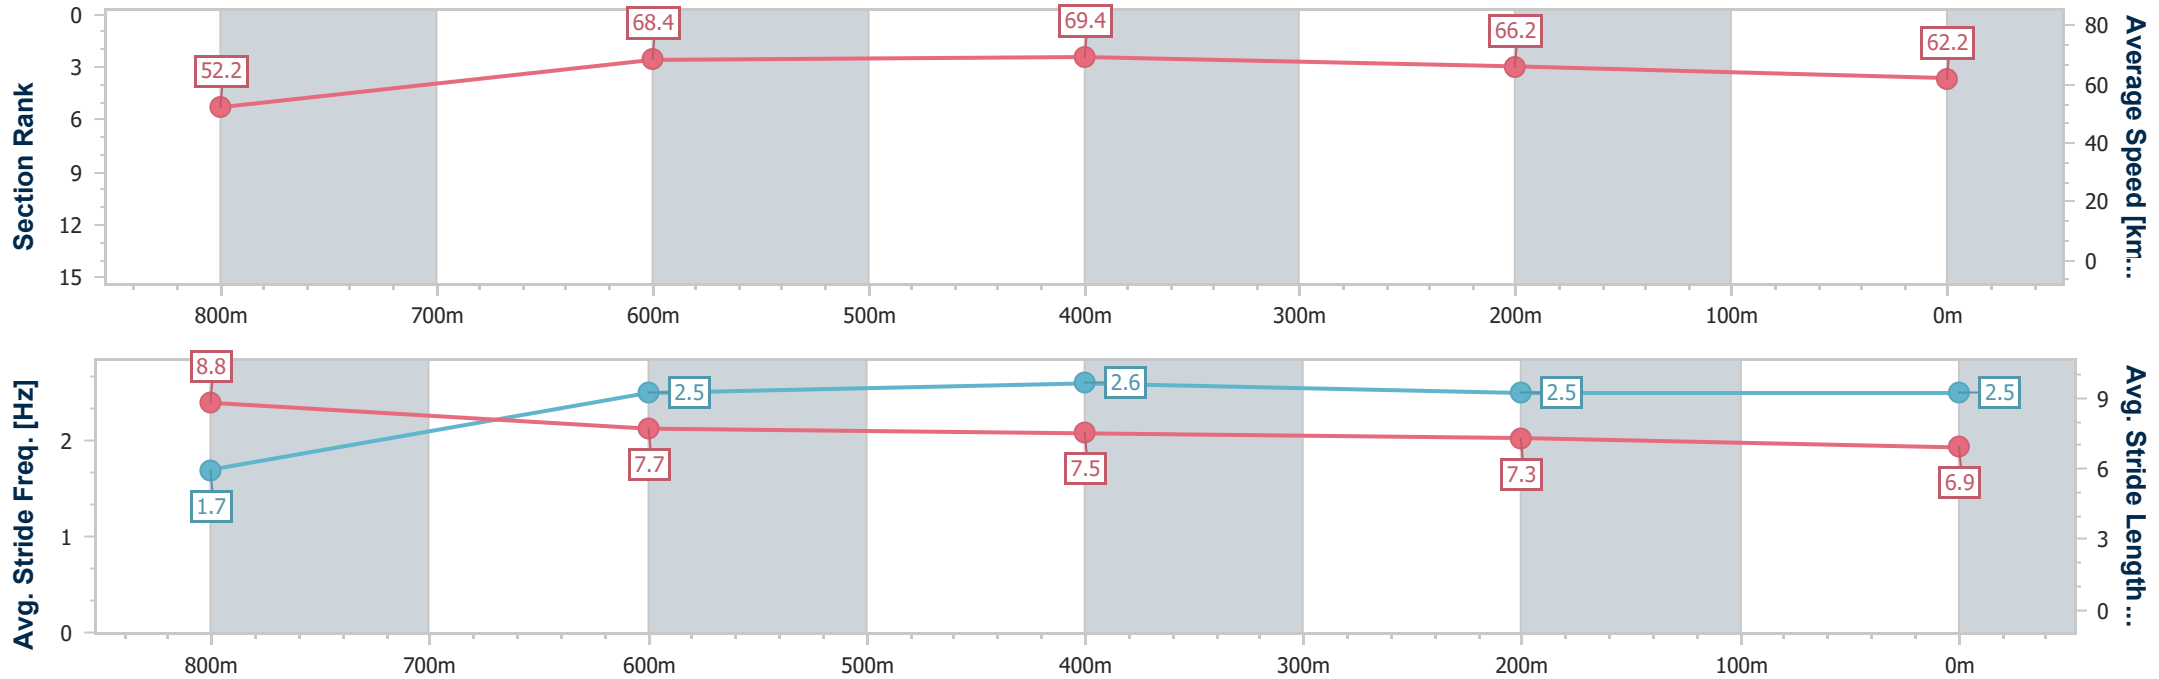 Section Rank
0
3
6
9
12
15
52.2
68.4
69.4
66.2
62.2
80
60
40
20
0
Average Speed [km...
800m
700m
600m
500m
400m
300m
200m
100m
0m
Avg. Stride Freq. [Hz]
2
1
0
8.8
1.7
2.5
7.7
2.6
7.5
2.5
7.3
2.5
6.9
9
6
3
0
Avg. Stride Length ...
800m
700m
600m
500m
400m
300m
200m
100m
0m